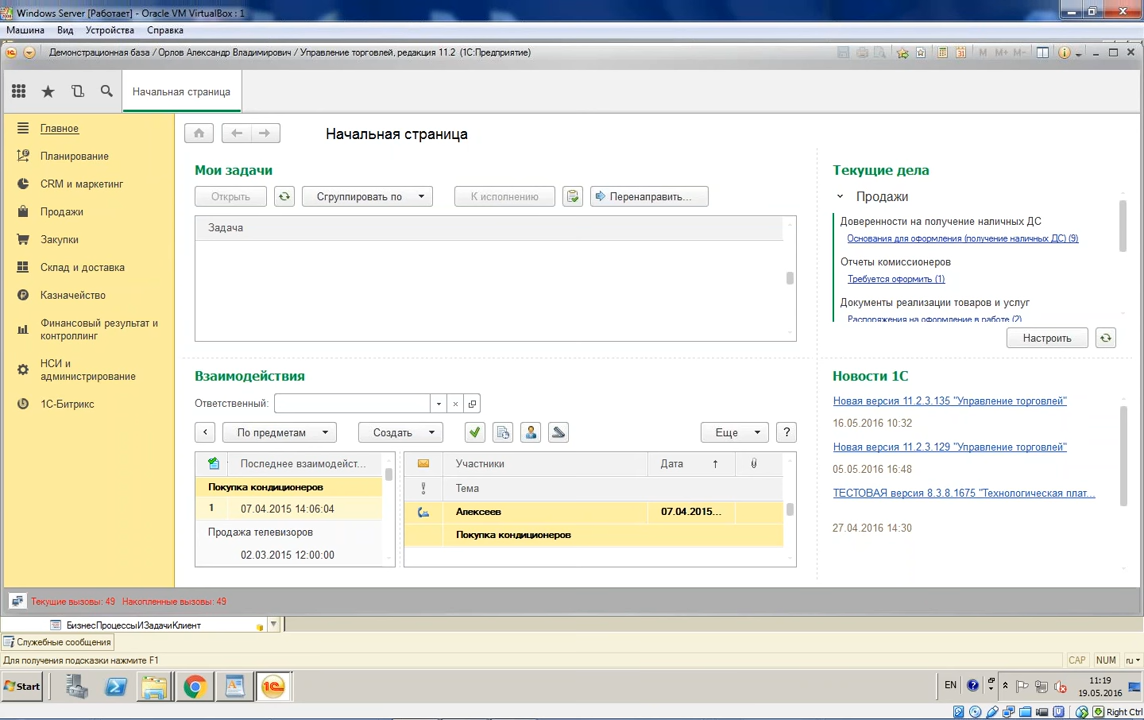 Windows Server [Работает] - Oracle VM VirtualBox : 1
Машина Вид Устройства Справка
Демонстрационная база / Орлов Александр Владимирович / Управление торговлей, редакция 11.2 (1С:Предприятие)
M M+ M-
Начальная страница
Главное
Планирование
CRM и маркетинг
Продажи
Закупки
Склад и доставка
Казначейство
Финансовый результат и
контроллинг
НСИ и
администрирование
1С-Битрикс
Начальная страница
Мои задачи
Открыть Сгруппировать по К исполнению Перенаправить...
Задача
Взаимодействия
Ответственный:
По предметам Создать Еще ?
Последнее взаимодейст...
Покупка кондиционеров
1 07.04.2015 14:06:04
Продажа телевизоров
02.03.2015 12:00:00
Участники Дата ↑
Тема
Алексеев 07.04.2015...
Покупка кондиционеров
Текущие дела
Продажи
Доверенности на получение наличных ДС
Основания для оформления (получение наличных ДС) (9)
Отчеты комиссионеров
Требуется оформить (1)
Документы реализации товаров и услуг
Распоряжения на оформление в работе (2)
Настроить
Новости 1С
Новая версия 11.2.3.135 "Управление торговлей"
16.05.2016 10:32
Новая версия 11.2.3.129 "Управление торговлей"
05.05.2016 16:48
ТЕСТОВАЯ версия 8.3.8.1675 "Технологическая плат...
27.04.2016 14:30
Текущие вызовы: 49 Накопленные вызовы: 49
БизнесПроцессыИЗадачиКлиент
Служебные сообщения
Для получения подсказки нажмите F1
CAP NUM ru
Start
EN
11:19
19.05.2016
Right Ctrl